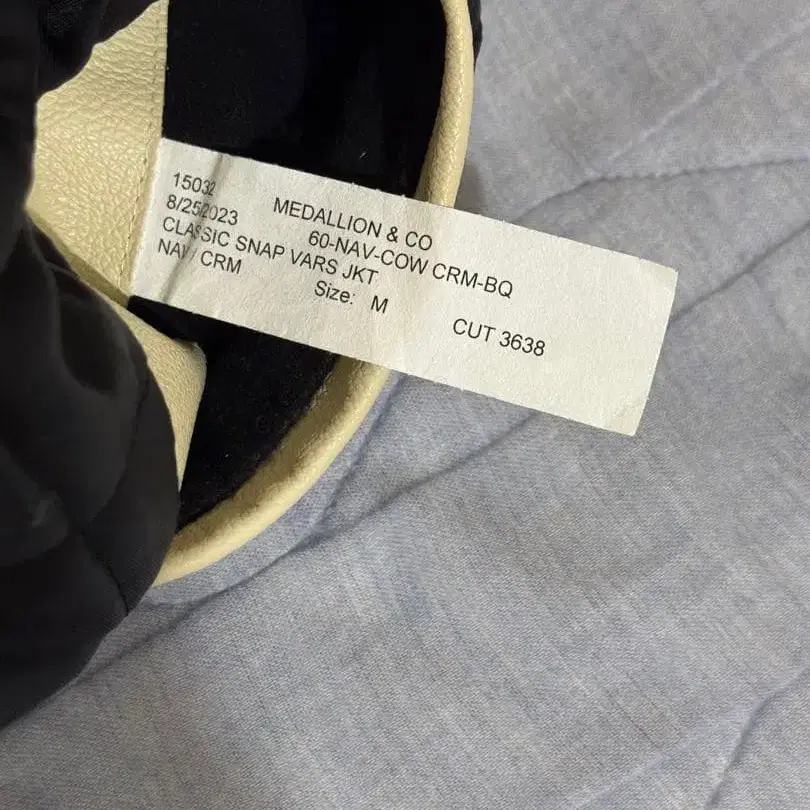 15032
8/25/2023 MEDALLION & CO
60-NAV-COW CRM-BQ
CLASSIC SNAP VARS JKT
NAV / CRM Size: M
CUT 3638